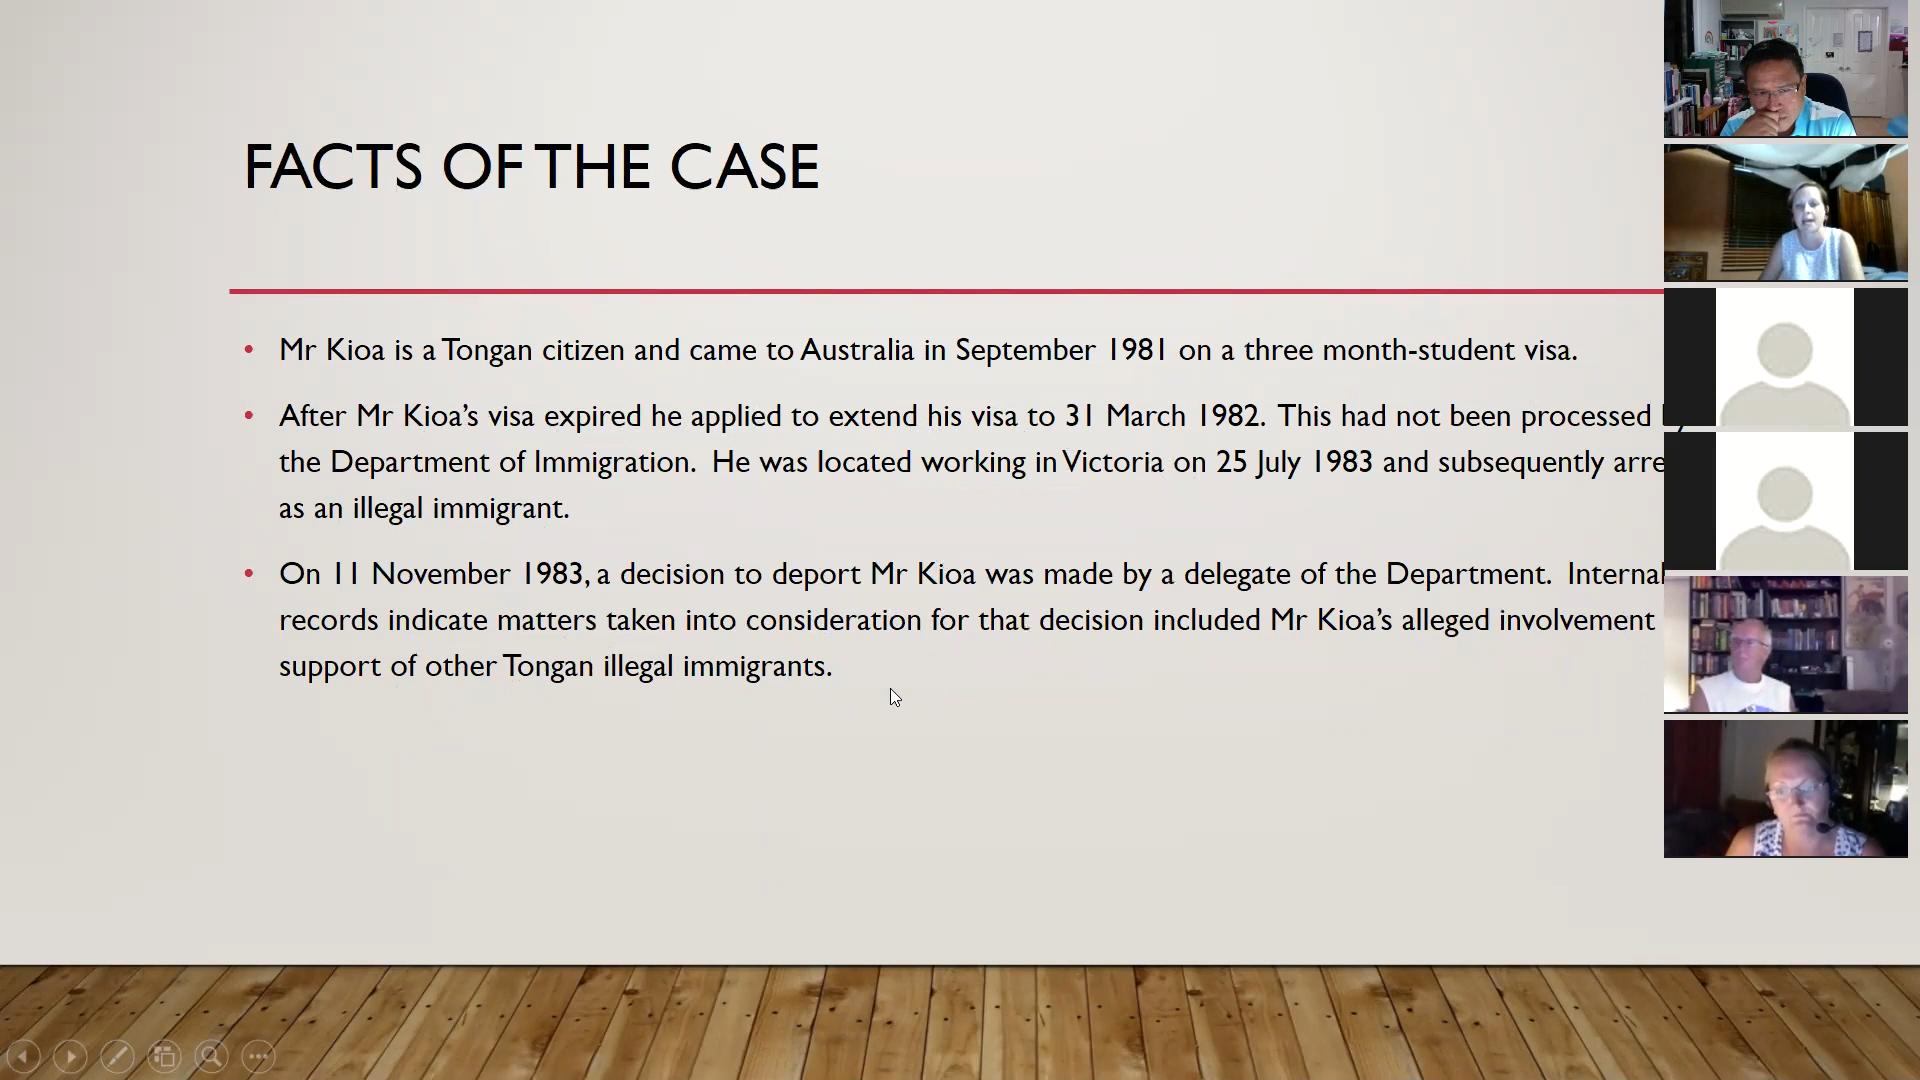 FACTS OF THE CASE
• Mr Kioa is a Tongan citizen and came to Australia in September 1981 on a three month-student visa.
• After Mr Kioa’s visa expired he applied to extend his visa to 31 March 1982. This had not been processed
the Department of Immigration. He was located working in Victoria on 25 July 1983 and subsequently arre
as an illegal immigrant.
• On 11 November 1983, a decision to deport Mr Kioa was made by a delegate of the Department. Internal
records indicate matters taken into consideration for that decision included Mr Kioa’s alleged involvement
support of other Tongan illegal immigrants.